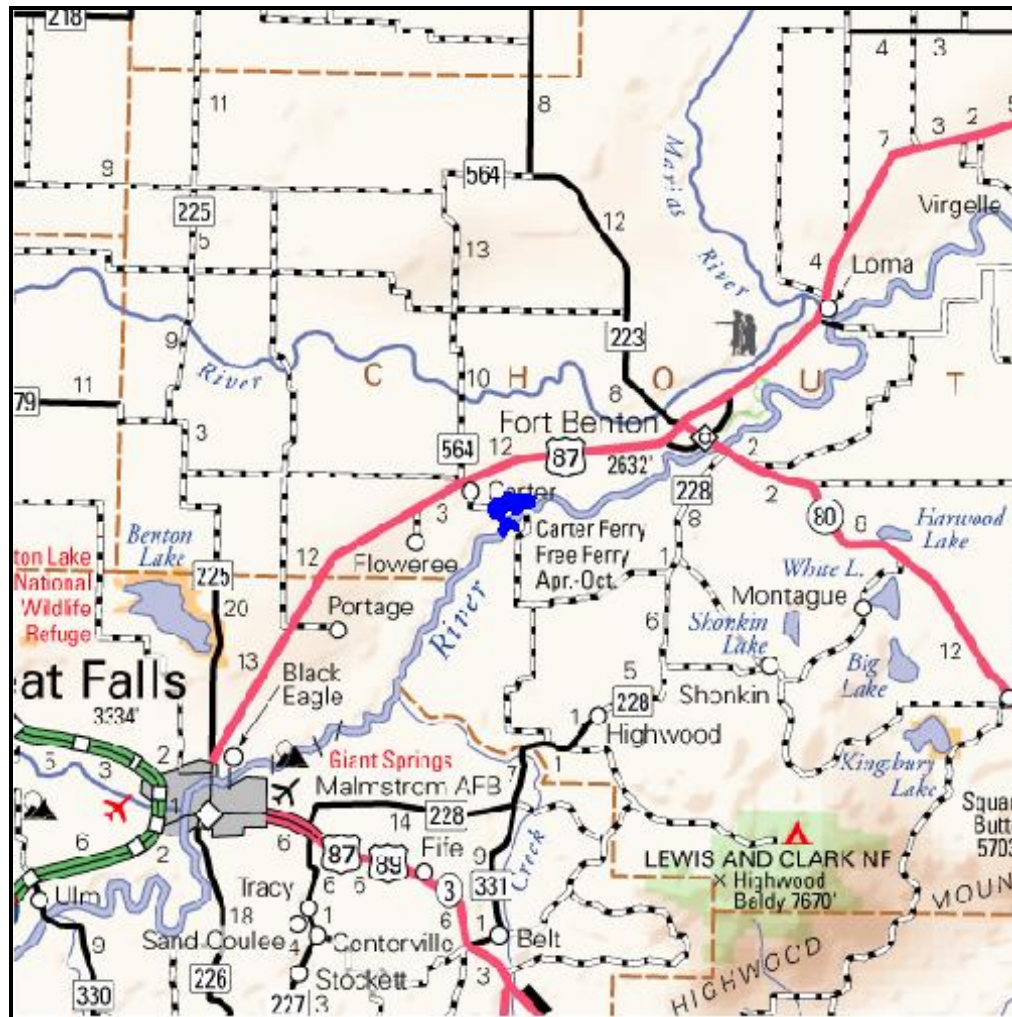 218
4
3
11
8
7
3
2
5
Marias
9
564
River
225
12
Virgelle
5
13
4
Loma
9
223
River
C H O U T
11
10
8
79
3
Fort Benton
564
12
87
2632'
2
228
2
80
8
Carter
3
Harwood
Lake
Benton
Lake
Carter Ferry
Free Ferry
Apr.-Oct.
8
1
ton Lake
National
Wildlife
Refuge
225
12
Floweree
White L.
Montague
20
Portage
River
6
Shonkin
Lake
12
eat Falls
3334'
13
Black
Eagle
5
Big
Lake
228
Shonkin
1
Highwood
2
5
3
Giant Springs
7
1
Kingsbury
Lake
Malmstrom AFB
1
14
228
Squar
Butt
5703
6
2
6
87
89
Fife
9
Creek
LEWIS AND CLARK NF
Highwood
Baldy 7670'
6
5
3
331
Ulm
Tracy
18
1
6
MOUN
Sand Coulee
4
Centerville
1
Belt
9
226
Stockett
3
HIGHWOOD
330
227
3